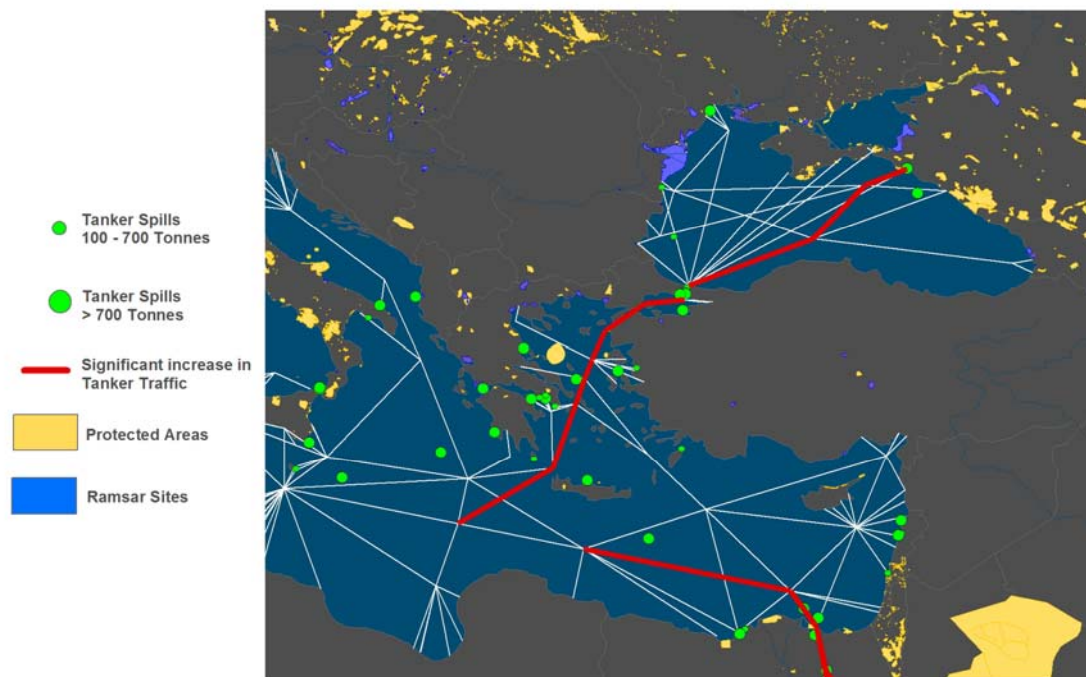 Tanker Spills
100 - 700 Tonnes
Tanker Spills
> 700 Tonnes
Significant increase in
Tanker Traffic
Protected Areas
Ramsar Sites